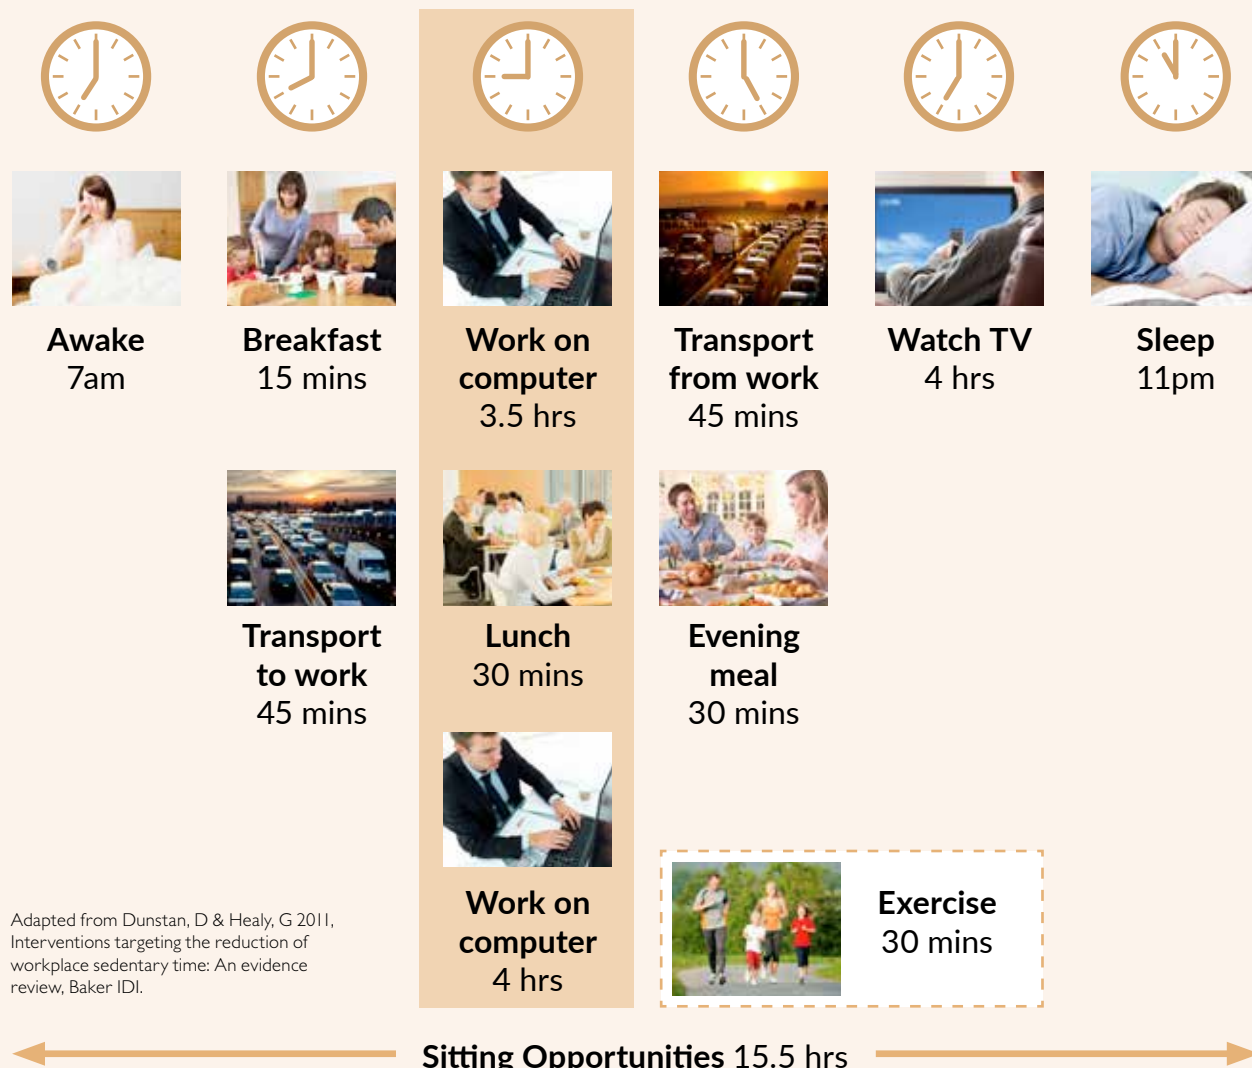 Awake
7am
Breakfast
15 mins
Transport
to work
45 mins
Work on
computer
3.5 hrs
Lunch
30 mins
Work on
computer
4 hrs
Transport
from work
45 mins
Evening
meal
30 mins
Watch TV
4 hrs
Sleep
11pm
Exercise
30 mins
Adapted from Dunstan, D & Healy, G 2011,
Interventions targeting the reduction of
workplace sedentary time: An evidence
review, Baker IDI.
Sitting Opportunities 15.5 hrs